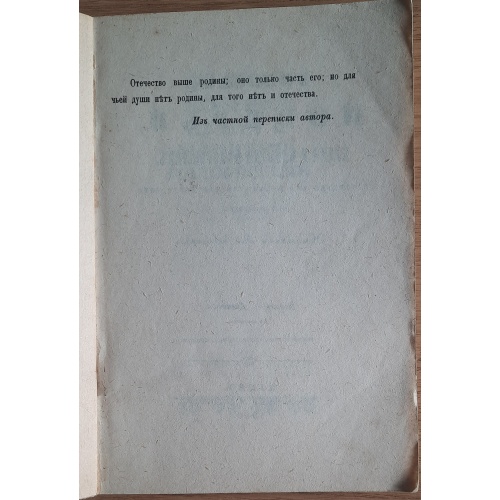 Отечество выше родины; оно только часть его; но для
чьей души нѣтъ родины, для того нѣтъ и отечества.
Изъ частной переписки автора.